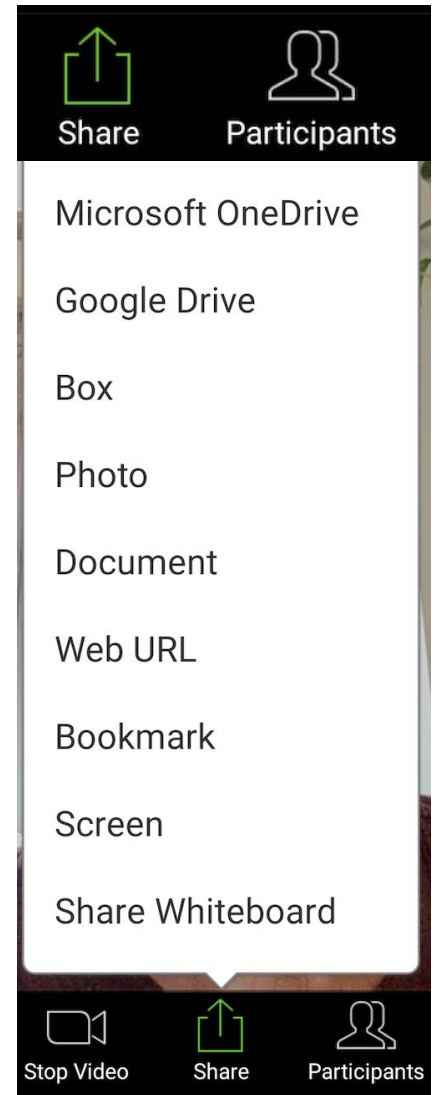 Share Participants
Microsoft OneDrive
Google Drive
Box
Photo
Document
Web URL
Bookmark
Screen
Share Whiteboard
Stop Video Share Participants